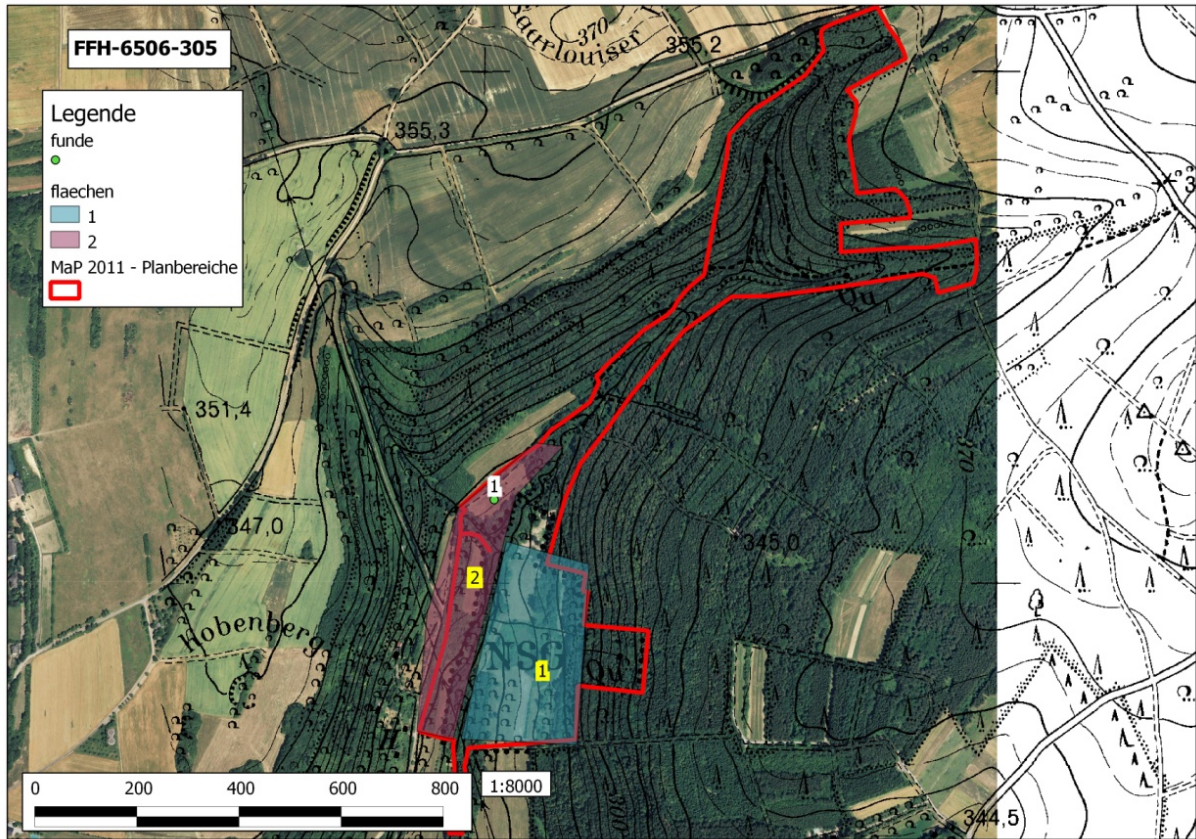 FFH-6506-305
Saarlouiser
370
355,2
Legende
funde
flaechen
1
2
MaP 2011 - Planbereiche
355,3
351,4
347,0
Hobenberg
Qu
370
345,0
1
2
1
NSG
Qu
H
344,5
0 200 400 600 800
1:8000